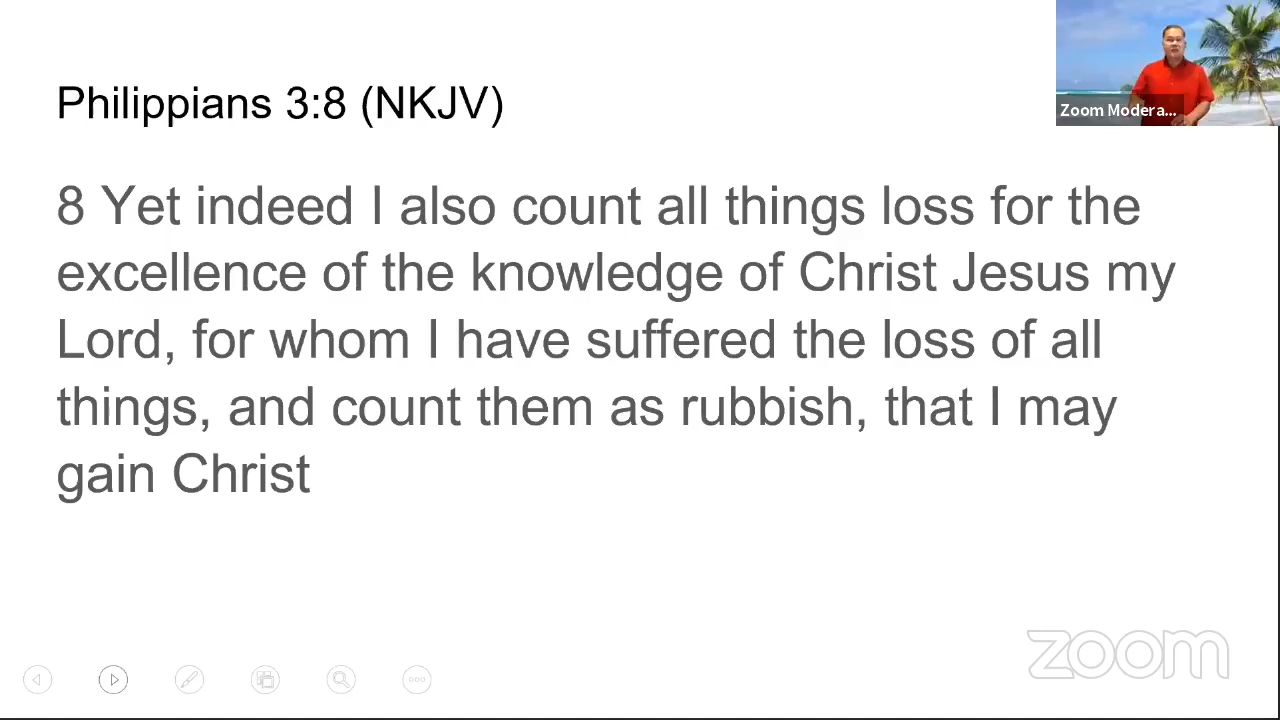 Philippians 3:8 (NKJV)
Zoom Modera...
8 Yet indeed I also count all things loss for the
excellence of the knowledge of Christ Jesus my
Lord, for whom I have suffered the loss of all
things, and count them as rubbish, that I may
gain Christ
zoom